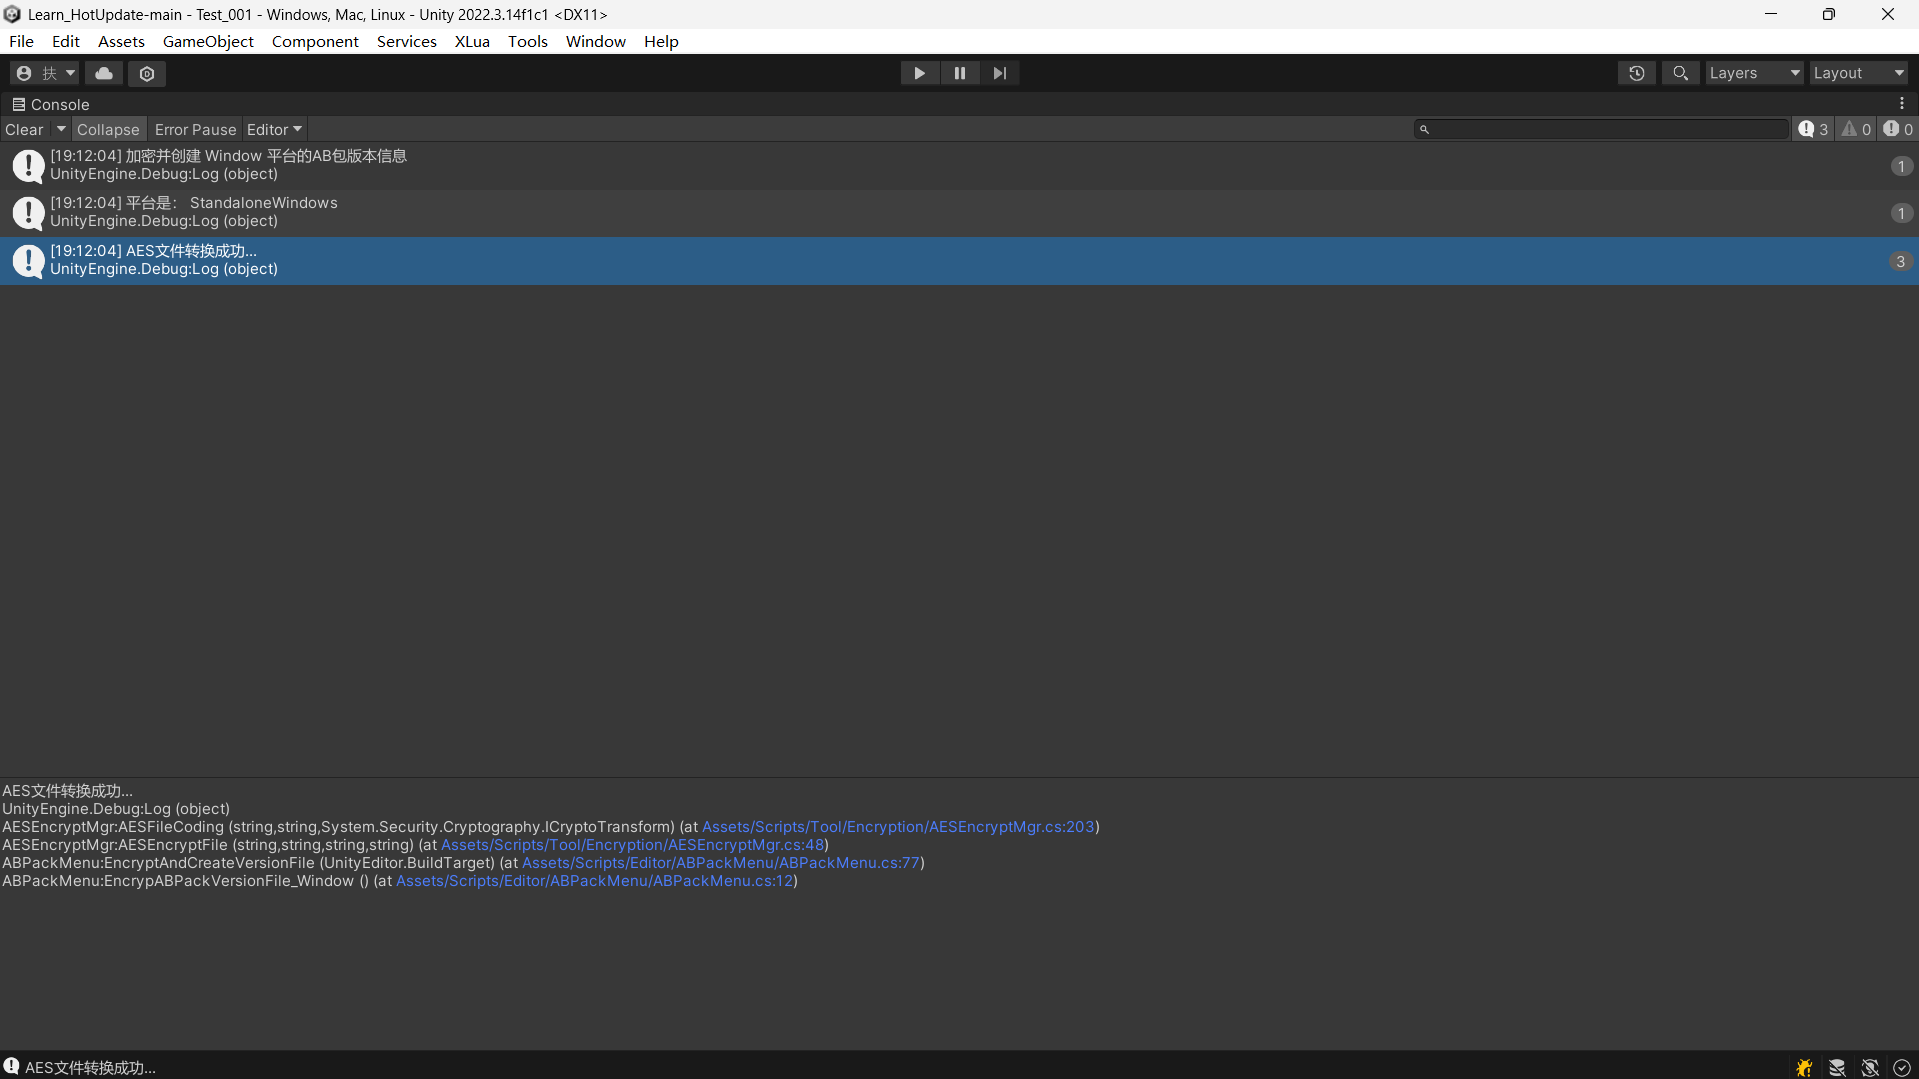 Learn_HotUpdate-main - Test_001 - Windows, Mac, Linux - Unity 2022.3.14f1c1 <DX11>
File Edit Assets GameObject Component Services XLua Tools Window Help
扶 Layers Layout
Console
Clear Collapse Error Pause Editor 3 0 0
[19:12:04] 加密并创建 Window 平台的AB包版本信息
UnityEngine.Debug:Log (object)
1
[19:12:04] 平台是： StandaloneWindows
UnityEngine.Debug:Log (object)
1
[19:12:04] AES文件转换成功...
UnityEngine.Debug:Log (object)
3
AES文件转换成功...
UnityEngine.Debug:Log (object)
AESEncryptMgr:AESFileCoding (string,string,System.Security.Cryptography.ICryptoTransform) (at Assets/Scripts/Tool/Encryption/AESEncryptMgr.cs:203)
AESEncryptMgr:AESEncryptFile (string,string,string,string) (at Assets/Scripts/Tool/Encryption/AESEncryptMgr.cs:48)
ABPackMenu:EncryptAndCreateVersionFile (UnityEditor.BuildTarget) (at Assets/Scripts/Editor/ABPackMenu/ABPackMenu.cs:77)
ABPackMenu:EncrypABPackVersionFile_Window () (at Assets/Scripts/Editor/ABPackMenu/ABPackMenu.cs:12)
AES文件转换成功...